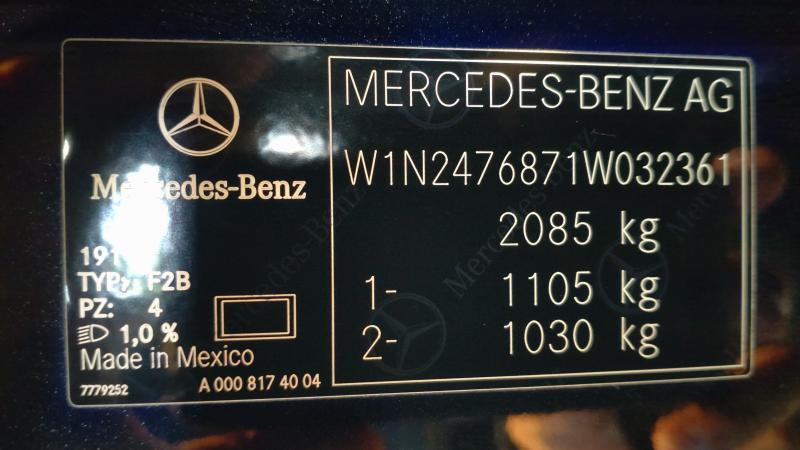 Mercedes-Benz
TYP: F2B
PZ: 4
1,0 %
Made in Mexico
7779252
A 000 817 40 04
MERCEDES-BENZ AG
W1N2476871W032361
2085 kg
1- 1105 kg
2- 1030 kg